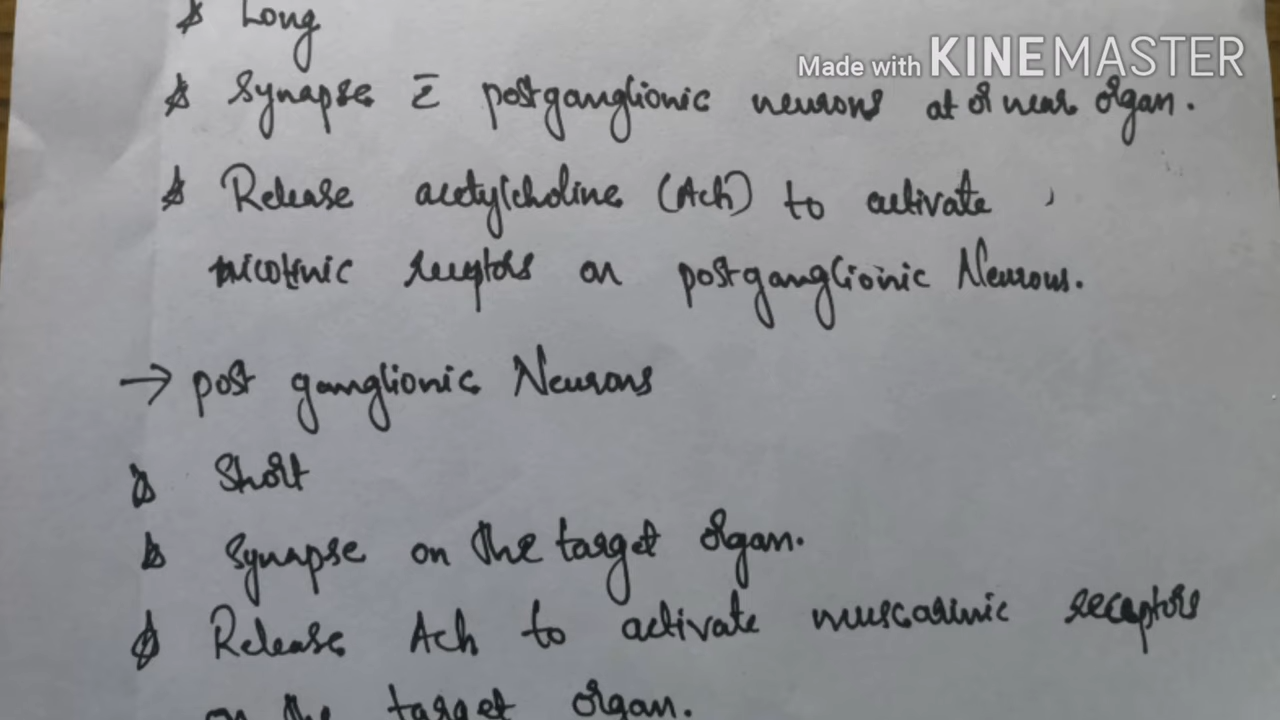 Long
Made with KINEMASTER
Synapse c̄ postganglionic neurons at or near organ.
Release acetylcholine (Ach) to activate
nicotinic receptors on postganglionic Neurons.
→ post ganglionic Neurons
Short
Synapse on the target organ.
Release Ach to activate muscarinic receptors
on the target organ.